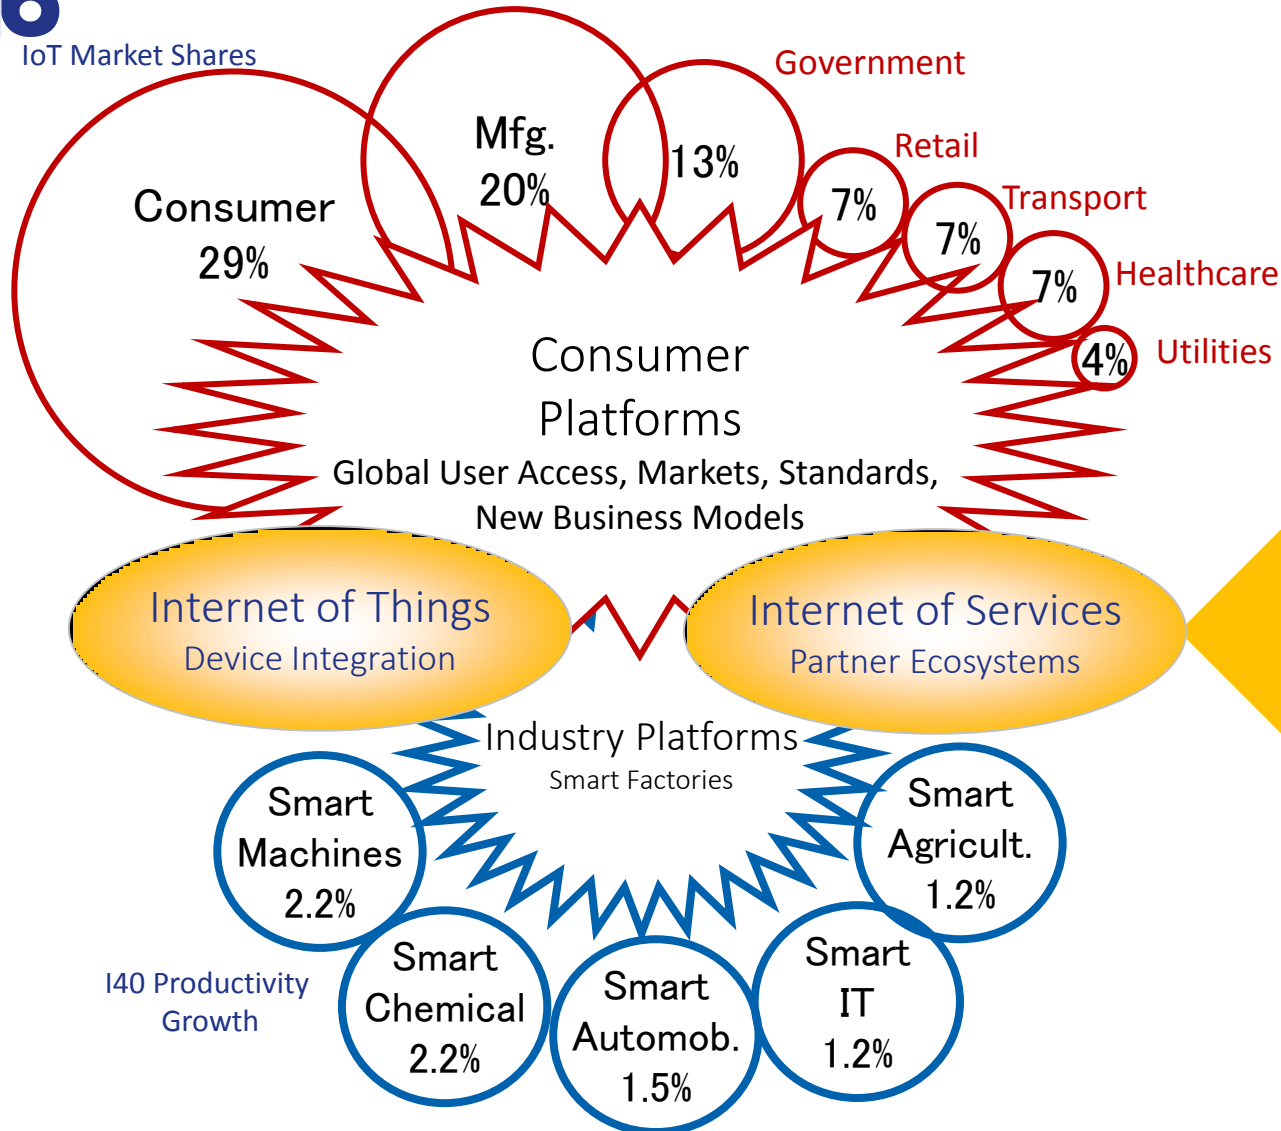 6
IoT Market Shares
Consumer
29%
Mfg.
20%
13%
Government
7%
Retail
7%
Transport
7%
Healthcare
4%
Utilities
Consumer
Platforms
Global User Access, Markets, Standards,
New Business Models
Internet of Things
Device Integration
Internet of Services
Partner Ecosystems
Industry Platforms
Smart Factories
Smart
Machines
2.2%
Smart
Chemical
2.2%
Smart
Automob.
1.5%
Smart
IT
1.2%
Smart
Agricult.
1.2%
I40 Productivity
Growth